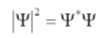 |Ψ|² = Ψ*Ψ